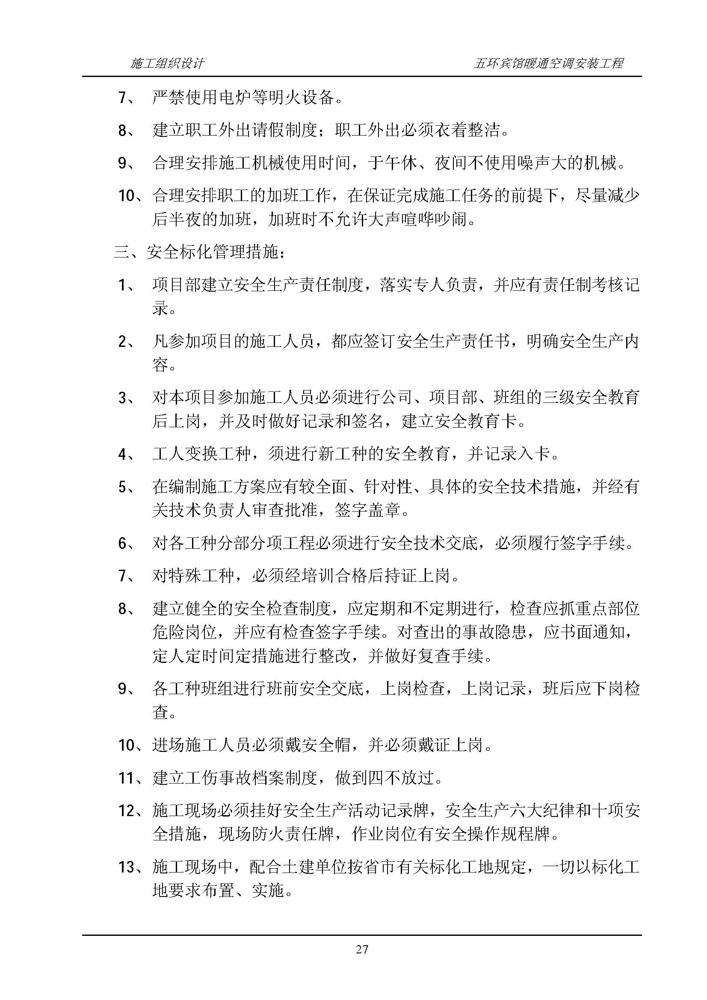 施工组织设计 五环宾馆暖通空调安装工程
7、 严禁使用电炉等明火设备。
8、 建立职工外出请假制度；职工外出必须衣着整洁。
9、 合理安排施工机械使用时间，于午休、夜间不使用噪声大的机械。
10、合理安排职工的加班工作，在保证完成施工任务的前提下，尽量减少
后半夜的加班，加班时不允许大声喧哗吵闹。
三、安全标化管理措施：
1、 项目部建立安全生产责任制度，落实专人负责，并应有责任制考核记
录。
2、 凡参加项目的施工人员，都应签订安全生产责任书，明确安全生产内
容。
3、 对本项目参加施工人员必须进行公司、项目部、班组的三级安全教育
后上岗，并及时做好记录和签名，建立安全教育卡。
4、 工人变换工种，须进行新工种的安全教育，并记录入卡。
5、 在编制施工方案应有较全面、针对性、具体的安全技术措施，并经有
关技术负责人审查批准，签字盖章。
6、 对各工种分部分项工程必须进行安全技术交底，必须履行签字手续。
7、 对特殊工种，必须经培训合格后持证上岗。
8、 建立健全的安全检查制度，应定期和不定期进行，检查应抓重点部位
危险岗位，并应有检查签字手续。对查出的事故隐患，应书面通知，
定人定时间定措施进行整改，并做好复查手续。
9、 各工种班组进行班前安全交底，上岗检查，上岗记录，班后应下岗检
查。
10、进场施工人员必须戴安全帽，并必须戴证上岗。
11、建立工伤事故档案制度，做到四不放过。
12、施工现场必须挂好安全生产活动记录牌，安全生产六大纪律和十项安
全措施，现场防火责任牌，作业岗位有安全操作规程牌。
13、施工现场中，配合土建单位按省市有关标化工地规定，一切以标化工
地要求布置、实施。
27